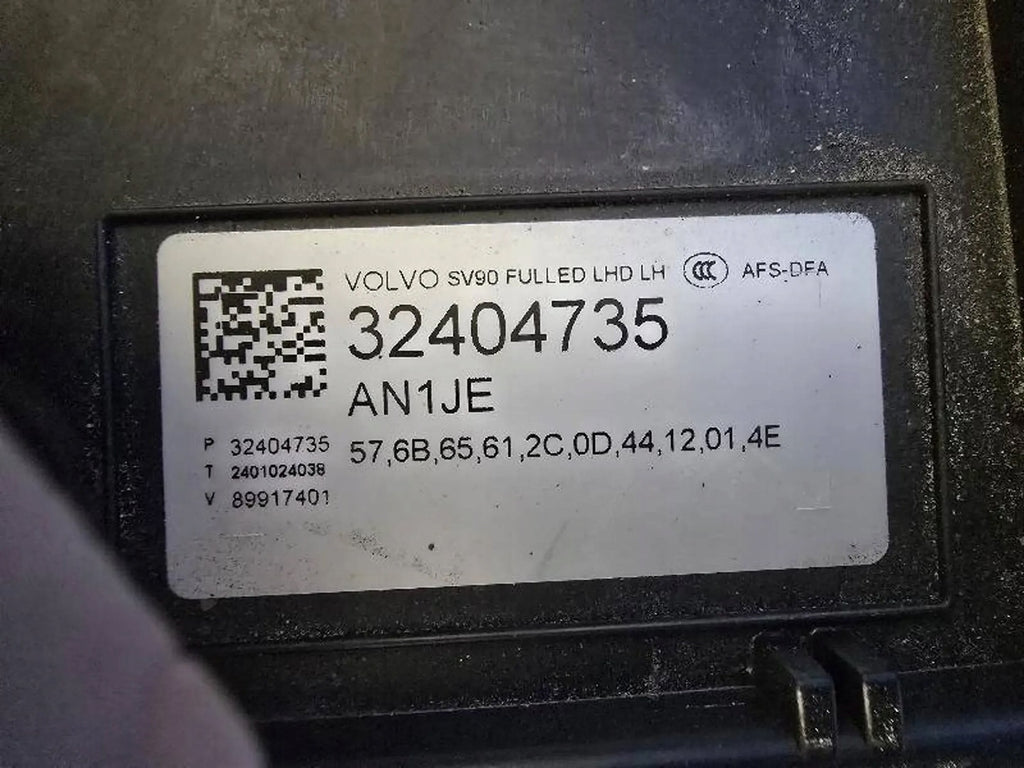 VOLVO SV90 FULLED LHD LH CCC AFS-DFA
32404735
AN1JE
P 32404735
T 2401024038
V 89917401
57,6B,65,61,2C,0D,44,12,01,4E